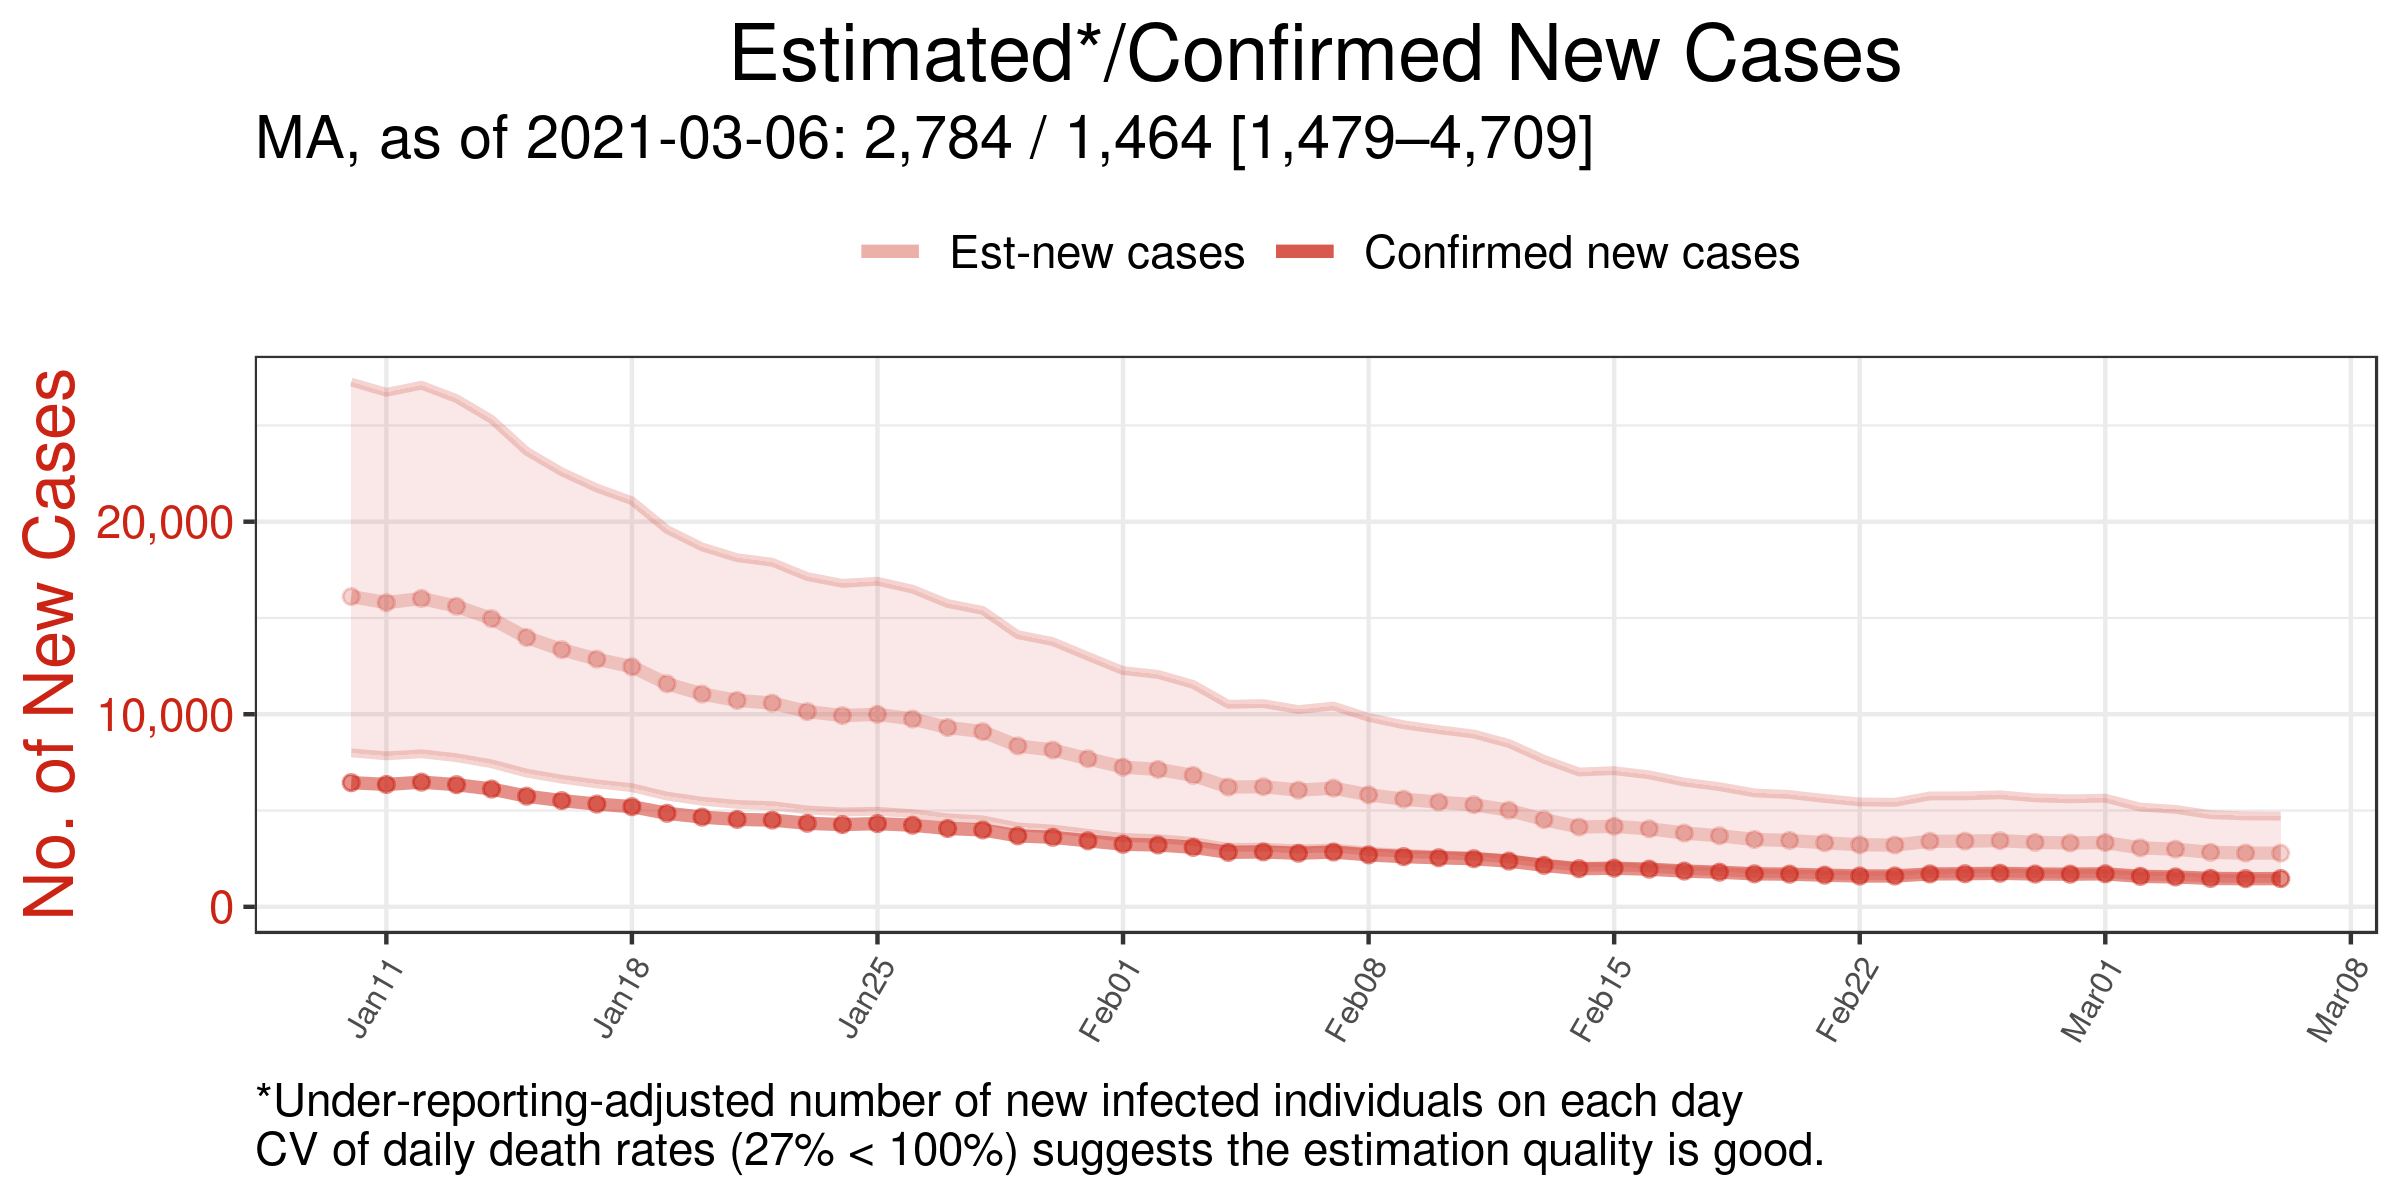 Estimated*/Confirmed New Cases
MA, as of 2021-03-06: 2,784 / 1,464 [1,479–4,709]
Est-new cases
Confirmed new cases
No. of New Cases
20,000
10,000
0
Jan11
Jan18
Jan25
Feb01
Feb08
Feb15
Feb22
Mar01
Mar08
*Under-reporting-adjusted number of new infected individuals on each day
CV of daily death rates (27% < 100%) suggests the estimation quality is good.